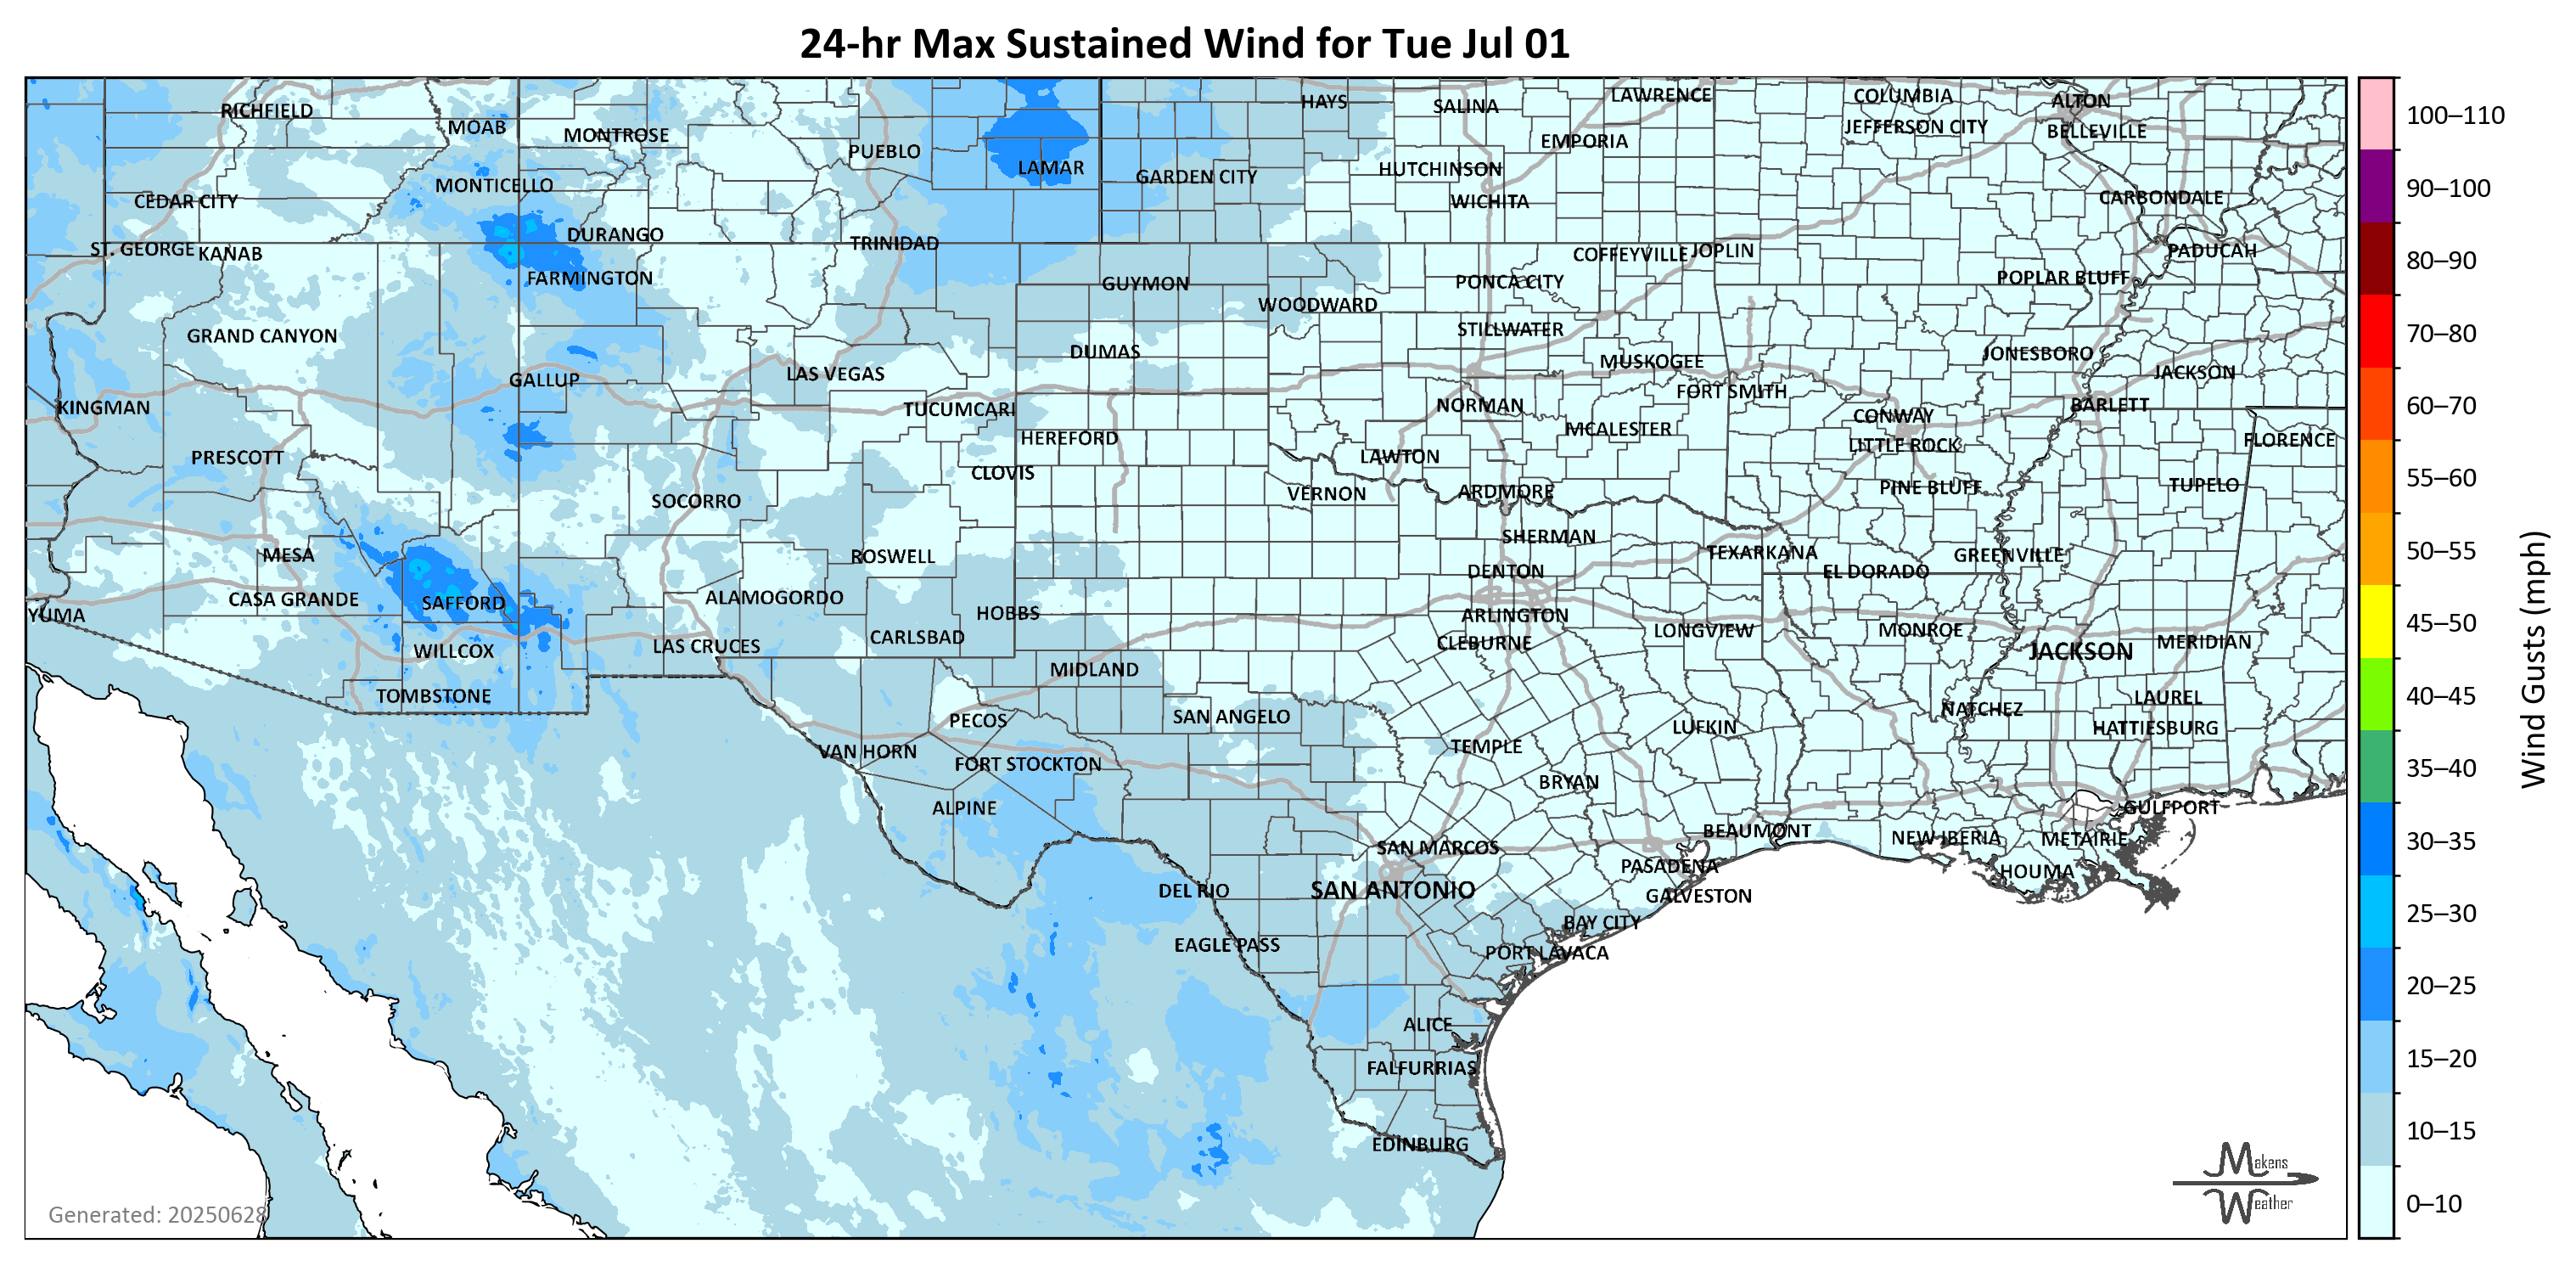 24-hr Max Sustained Wind for Tue Jul 01
RICHFIELD
MOAB
MONTROSE
PUEBLO
LAMAR
HAYS
SALINA
LAWRENCE
COLUMBIA
ALTON
JEFFERSON CITY
BELLEVILLE
EMPORIA
HUTCHINSON
GARDEN CITY
MONTICELLO
CEDAR CITY
WICHITA
CARBONDALE
ST. GEORGE
KANAB
DURANGO
TRINIDAD
COFFEYVILLE
JOPLIN
PADUCAH
FARMINGTON
GUYMON
PONCA CITY
POPLAR BLUFF
WOODWARD
GRAND CANYON
STILLWATER
DUMAS
MUSKOGEE
JONESBORO
GALLUP
LAS VEGAS
FORT SMITH
JACKSON
KINGMAN
TUCUMCARI
NORMAN
CONWAY
BARLETT
HEREFORD
MCALESTER
LITTLE ROCK
FLORENCE
PRESCOTT
CLOVIS
LAWTON
SOCORRO
VERNON
ARDMORE
PINE BLUFF
TUPELO
MESA
ROSWELL
SHERMAN
TEXARKANA
GREENVILLE
CASA GRANDE
SAFFORD
ALAMOGORDO
DENTON
EL DORADO
YUMA
HOBBS
ARLINGTON
WILLCOX
LAS CRUCES
CARLSBAD
CLEBURNE
LONGVIEW
MONROE
JACKSON
MERIDIAN
TOMBSTONE
MIDLAND
LAUREL
PECOS
SAN ANGELO
LUFKIN
NATCHEZ
HATTIESBURG
VAN HORN
FORT STOCKTON
TEMPLE
ALPINE
BRYAN
GULFPORT
SAN MARCOS
BEAUMONT
NEW IBERIA
METAIRIE
DEL RIO
SAN ANTONIO
PASADENA
GALVESTON
HOUMA
EAGLE PASS
BAY CITY
PORT LAVACA
ALICE
FALFURRIAS
EDINBURG
Generated: 20250628
Makens
Weather
100–110
90–100
80–90
70–80
60–70
55–60
50–55
45–50
40–45
35–40
30–35
25–30
20–25
15–20
10–15
0–10
Wind Gusts (mph)